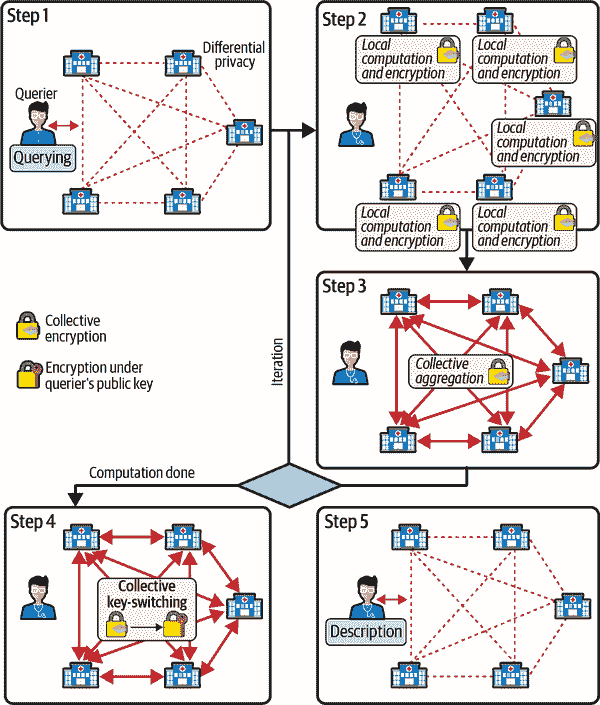 Step 1
Differential
privacy
Querier
Querying
Step 2
Local
computation
and encryption
Local
computation
and encryption
Local
computation
and encryption
Local
computation
and encryption
Local
computation
and encryption
Collective
encryption
Encryption under
querier's public key
Iteration
Step 3
Collective
aggregation
Computation done
Step 4
Collective
key-switching
Step 5
Description